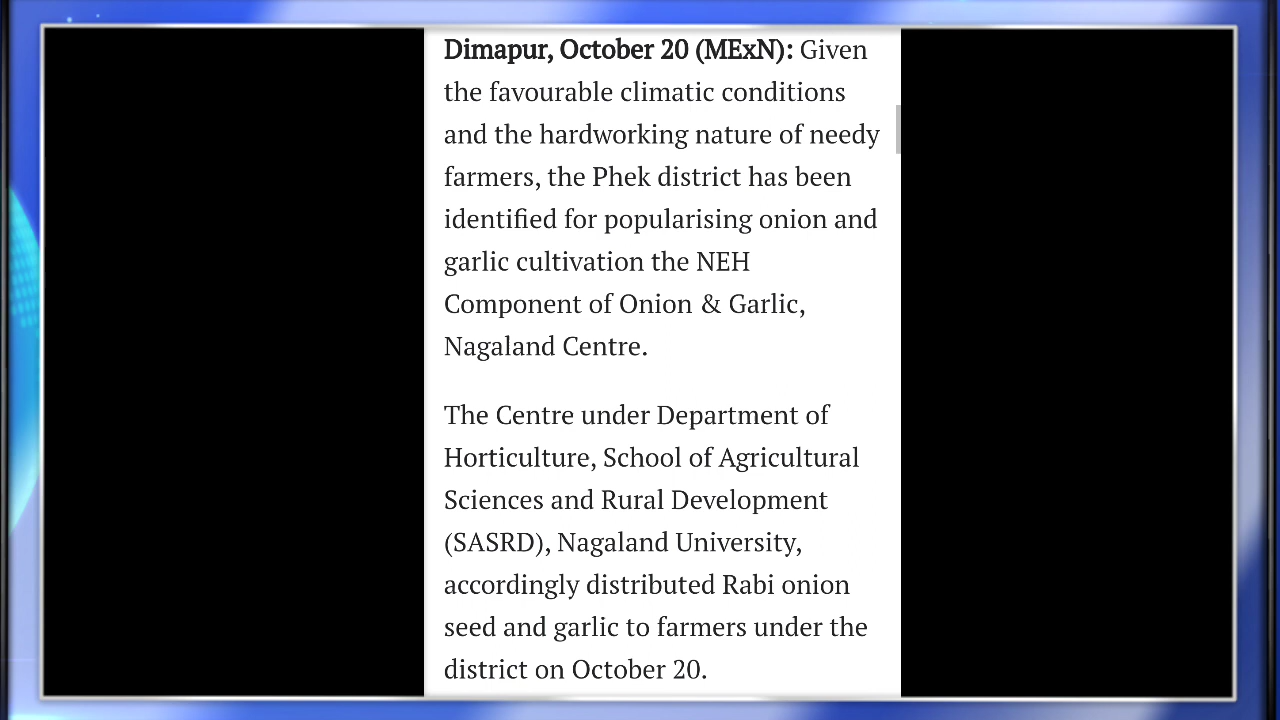 Dimapur, October 20 (MExN): Given
the favourable climatic conditions
and the hardworking nature of needy
farmers, the Phek district has been
identified for popularising onion and
garlic cultivation the NEH
Component of Onion & Garlic,
Nagaland Centre.
The Centre under Department of
Horticulture, School of Agricultural
Sciences and Rural Development
(SASRD), Nagaland University,
accordingly distributed Rabi onion
seed and garlic to farmers under the
district on October 20.